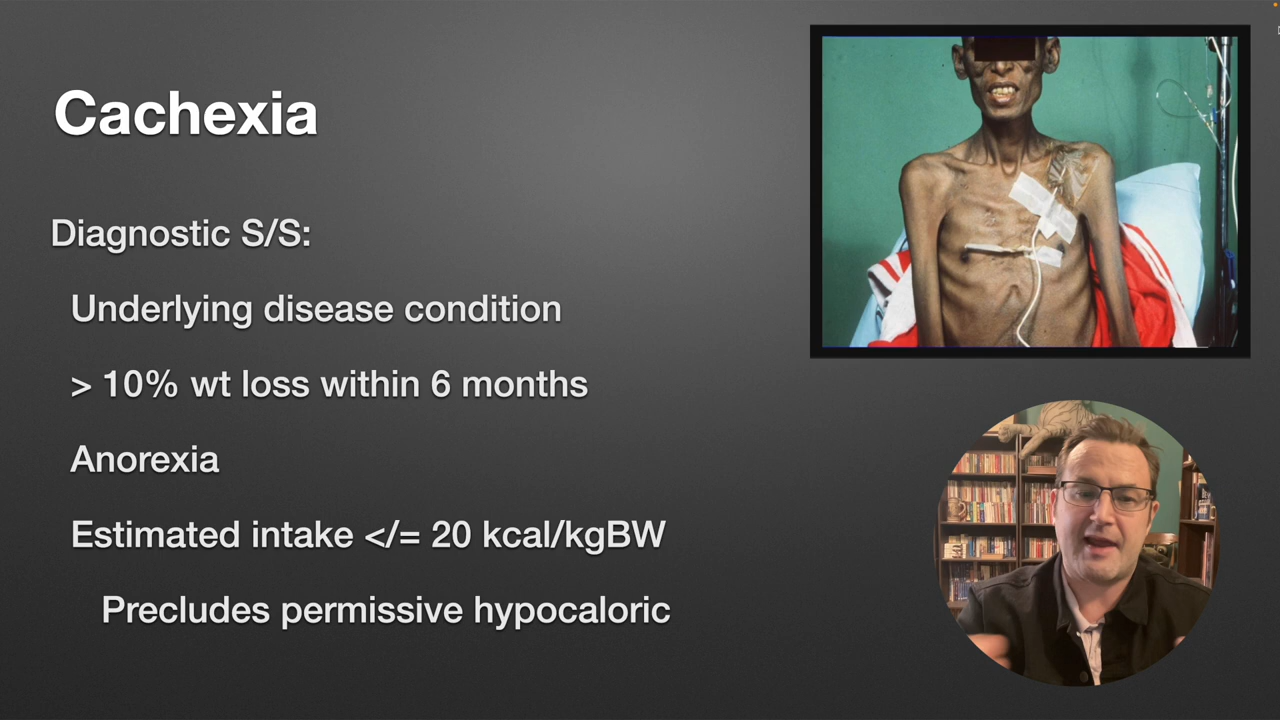 Cachexia
Diagnostic S/S:
Underlying disease condition
> 10% wt loss within 6 months
Anorexia
Estimated intake </= 20 kcal/kgBW
Precludes permissive hypocaloric